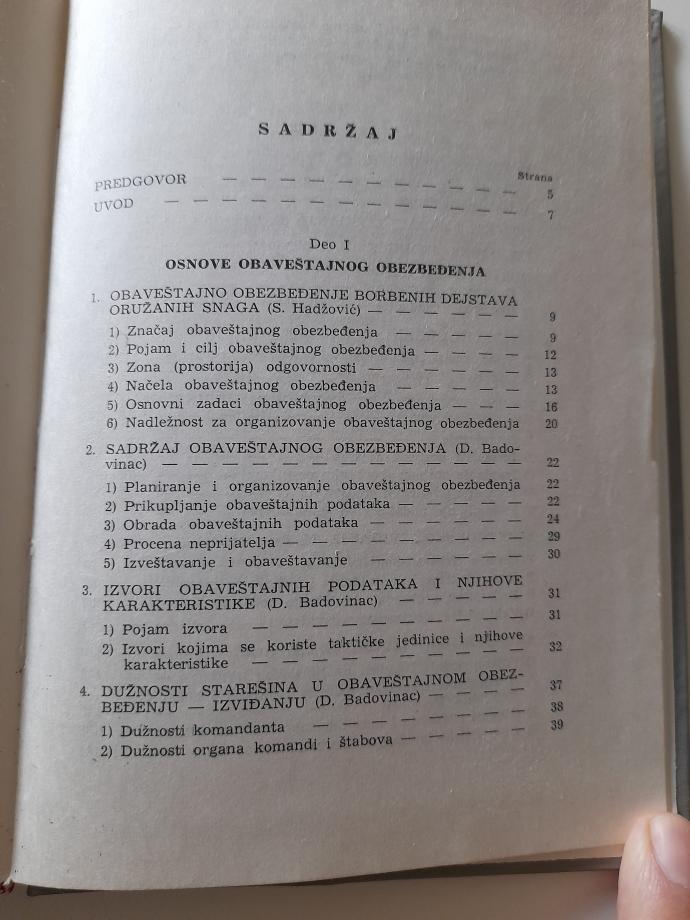 SADRŽAJ
Strana
PREDGOVOR — — — — — — — — — — — 5
UVOD — — — — — — — — — — — — 7
Deo I
OSNOVE OBAVEŠTAJNOG OBEZBEĐENJA
1. OBAVEŠTAJNO OBEZBEĐENJE BORBENIH DEJSTAVA
ORUŽANIH SNAGA (S. Hadžović) — — — — — — 9
1) Značaj obaveštajnog obezbeđenja — — — — — 9
2) Pojam i cilj obaveštajnog obezbeđenja — — — — 12
3) Zona (prostorija) odgovornosti — — — — — — 13
4) Načela obaveštajnog obezbeđenja — — — — — 13
5) Osnovni zadaci obaveštajnog obezbeđenja — — — 16
6) Nadležnost za organizovanje obaveštajnog obezbeđenja 20
2. SADRŽAJ OBAVEŠTAJNOG OBEZBEĐENJA (D. Bado-
vinac) — — — — — — — — — — — — — 22
1) Planiranje i organizovanje obaveštajnog obezbeđenja 22
2) Prikupljanje obaveštajnih podataka — — — — — 22
3) Obrada obaveštajnih podataka — — — — — — 24
4) Procena neprijatelja — — — — — — — — — 29
5) Izveštavanje i obaveštavanje — — — — — — 30
3. IZVORI OBAVEŠTAJNIH PODATAKA I NJIHOVE
KARAKTERISTIKE (D. Badovinac) — — — — — 31
1) Pojam izvora — — — — — — — — — — 31
2) Izvori kojima se koriste taktičke jedinice i njihove
karakteristike — — — — — — — — — — 32
4. DUŽNOSTI STAREŠINA U OBAVEŠTAJNOM OBEZ-
BEĐENJU — IZVIĐANJU (D. Badovinac) — — — — 37
1) Dužnosti komandanta — — — — — — — — 38
2) Dužnosti organa komandi i štabova — — — — — 39